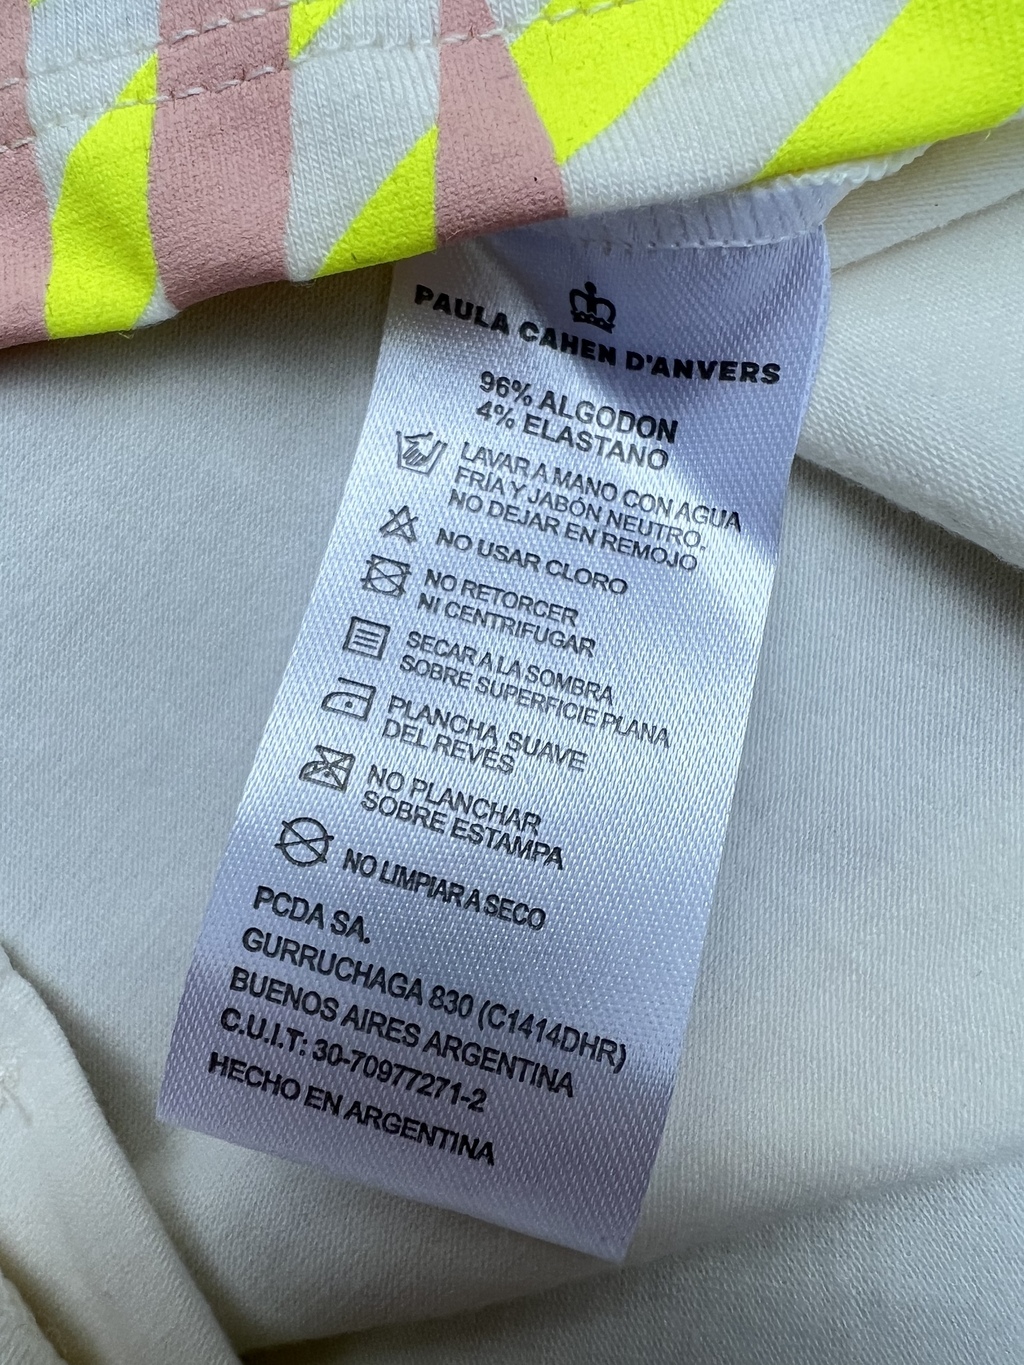 PAULA CAHEN D'ANVERS
96% ALGODON
4% ELASTANO
LAVAR A MANO CON AGUA
FRIA Y JABÓN NEUTRO,
NO DEJAR EN REMOJO
NO USAR CLORO
NO RETORCER
NI CENTRIFUGAR
SECAR A LA SOMBRA
SOBRE SUPERFICIE PLANA
PLANCHA SUAVE
DEL REVÉS
NO PLANCHAR
SOBRE ESTAMPA
NO LIMPIAR A SECO
PCDA SA.
GURRUCHAGA 830 (C1414DHR)
BUENOS AIRES ARGENTINA
C.U.I.T: 30-70977271-2
HECHO EN ARGENTINA